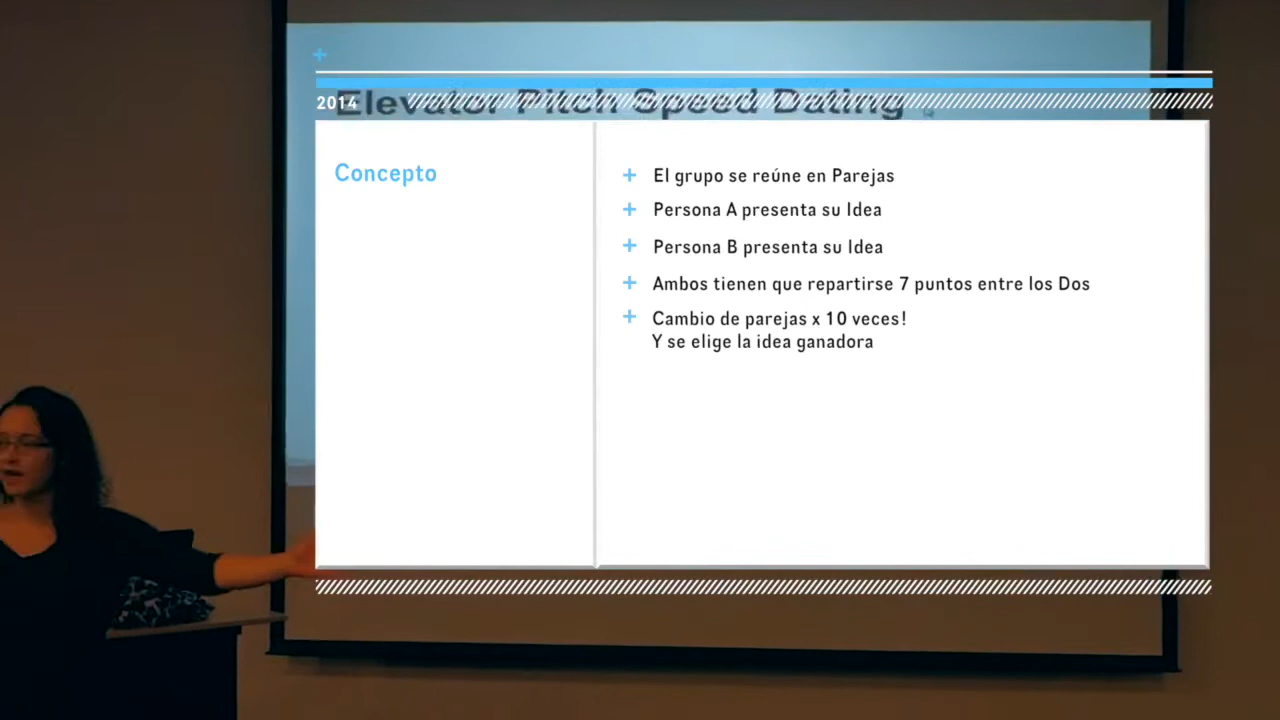 2014
Elevator Pitch Speed Dating
Concepto
+ El grupo se reúne en Parejas
+ Persona A presenta su Idea
+ Persona B presenta su Idea
+ Ambos tienen que repartirse 7 puntos entre los Dos
+ Cambio de parejas x 10 veces!
Y se elige la idea ganadora